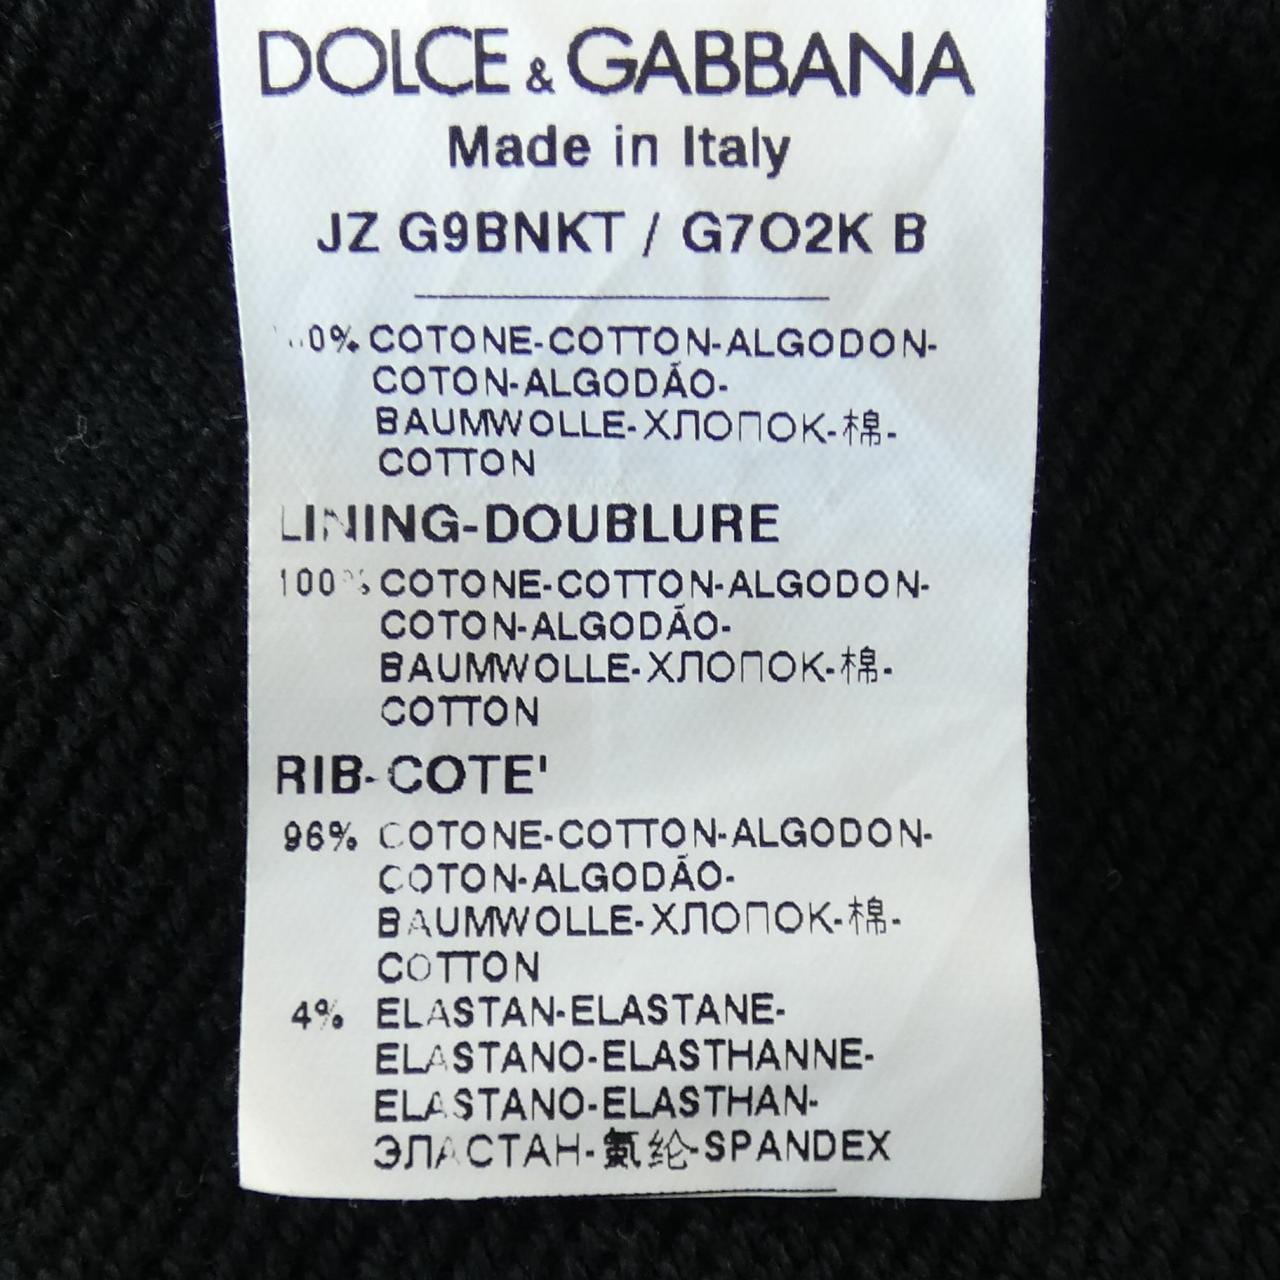 DOLCE & GABBANA
Made in Italy
JZ G9BNKT / G7O2K B
COTONE-COTTON-ALGODON-
COTON-ALGODÃO-
BAUMWOLLE-ХЛОПОК-棉-
COTTON
LINING-DOUBLURE
100% COTONE-COTTON-ALGODON-
COTON-ALGODÃO-
BAUMWOLLE-ХЛОПОК-棉-
COTTON
RIB-COTE'
96% COTONE-COTTON-ALGODON-
COTON-ALGODÃO-
BAUMWOLLE-ХЛОПОК-棉-
COTTON
4% ELASTAN-ELASTANE-
ELASTANO-ELASTHANNE-
ELASTANO-ELASTHAN-
ЭЛАСТАН-氨纶-SPANDEX